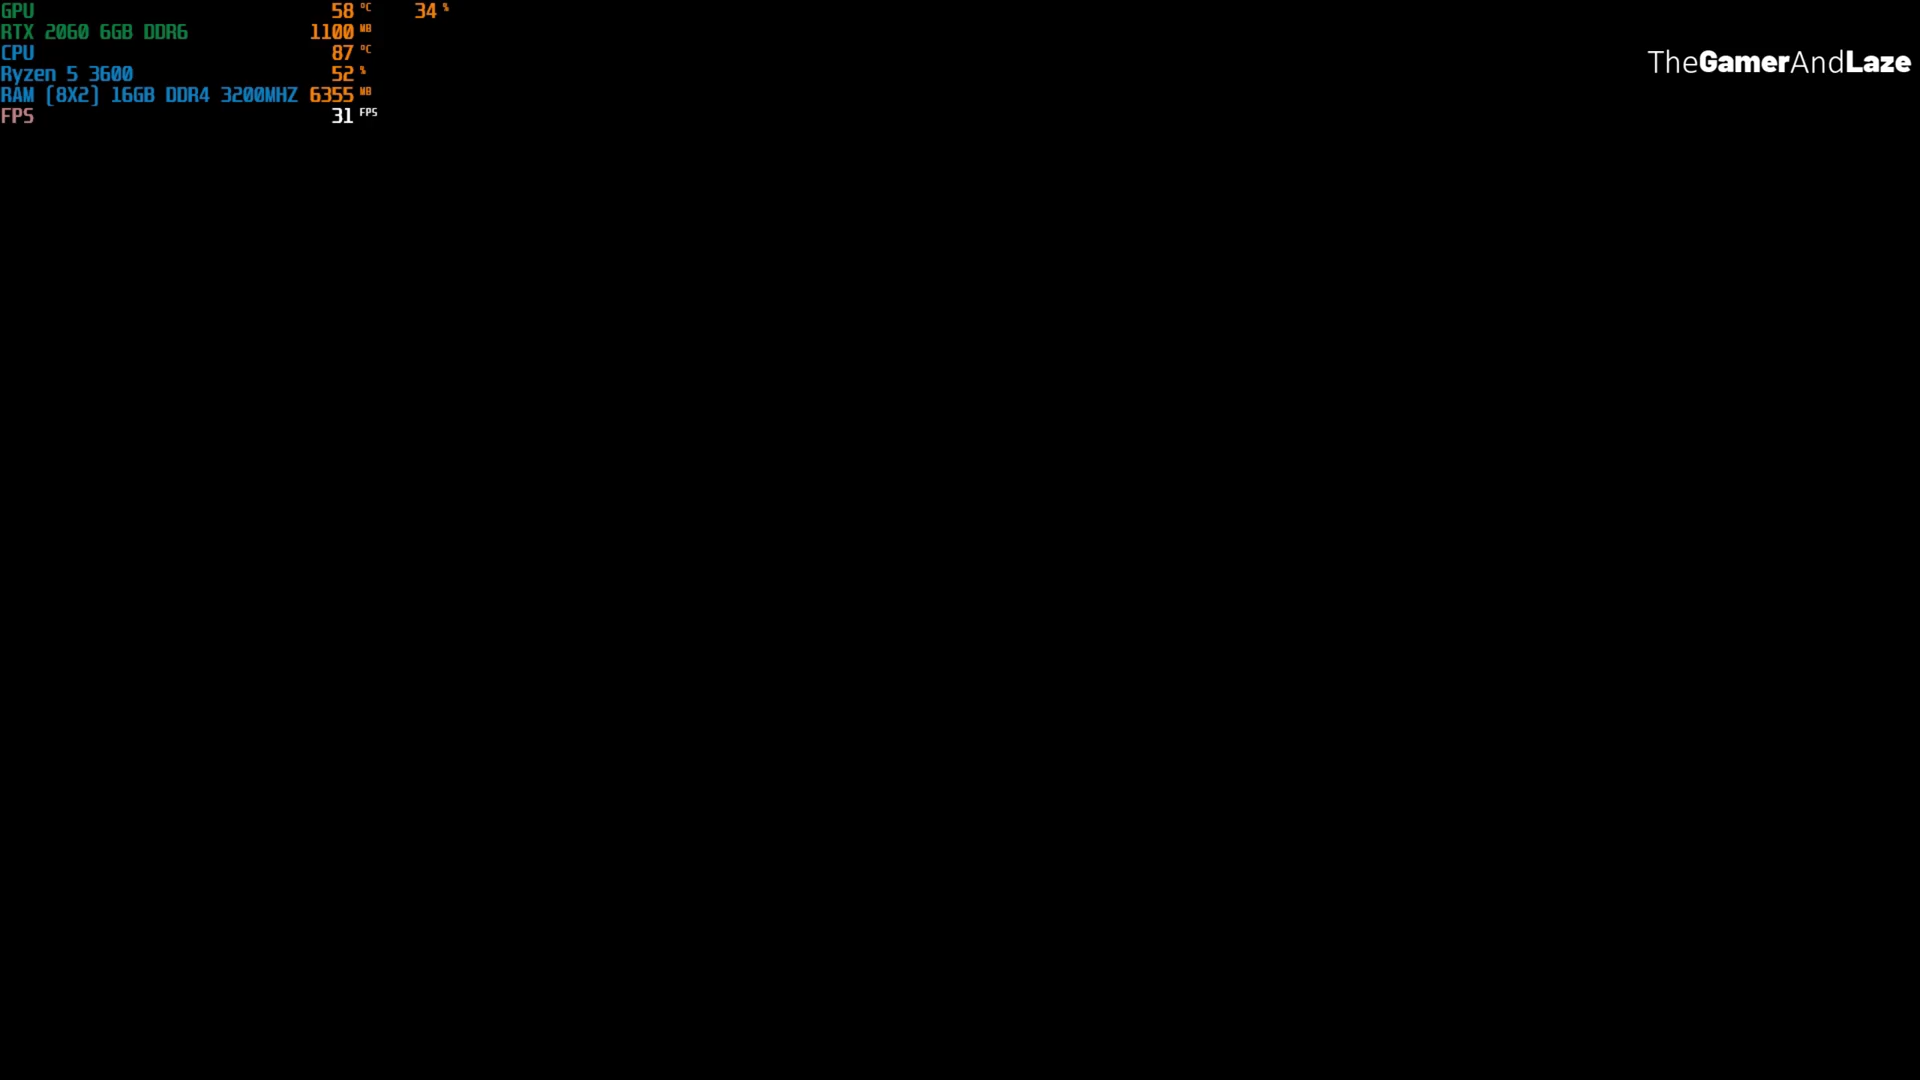 GPU 58 °C 34 %
RTX 2060 6GB DDR6 1100 MB
CPU 87 °C
Ryzen 5 3600 52 %
RAM [8X2] 16GB DDR4 3200MHZ 6355 MB
FPS 31 FPS
TheGamerAndLaze